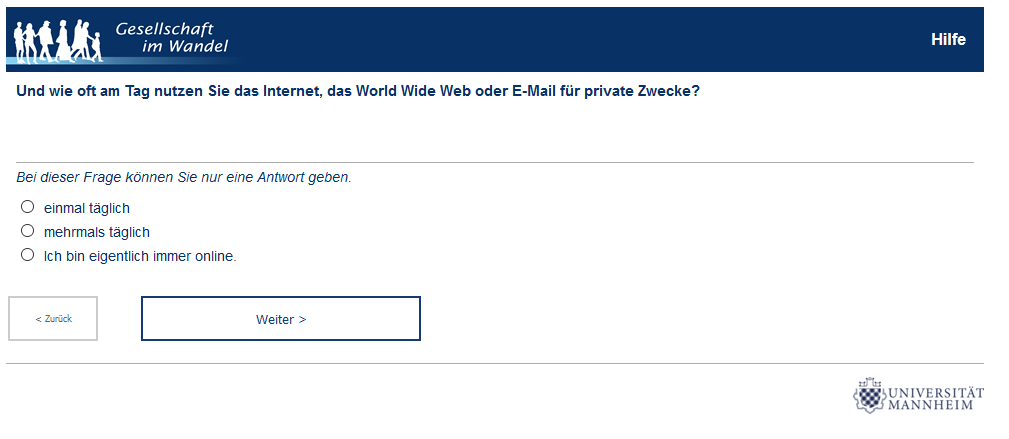 Gesellschaft
im Wandel
Hilfe
Und wie oft am Tag nutzen Sie das Internet, das World Wide Web oder E-Mail für private Zwecke?
Bei dieser Frage können Sie nur eine Antwort geben.
einmal täglich
mehrmals täglich
Ich bin eigentlich immer online.
< Zurück
Weiter >
UNIVERSITÄT
MANNHEIM